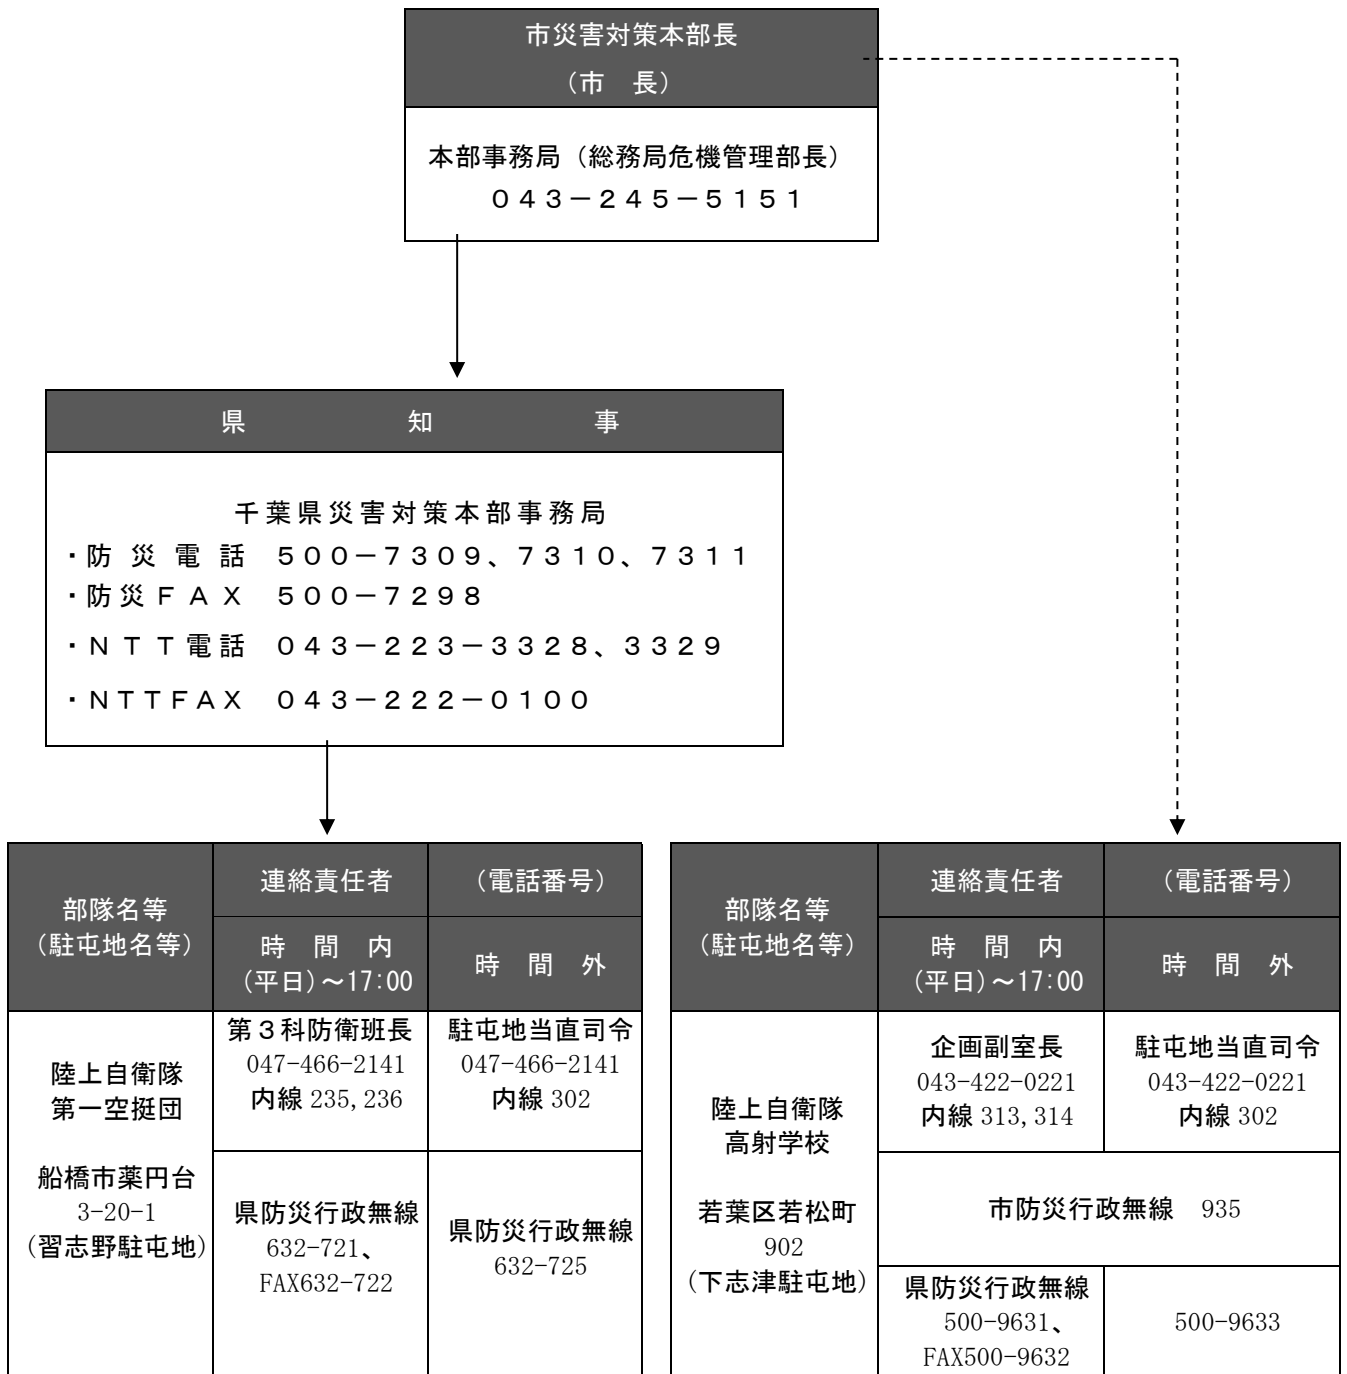 市災害対策本部長
（市　長）
本部事務局（総務局危機管理部長）
０４３－２４５－５１５１
県　知　事
千葉県災害対策本部事務局
・防 災 電 話　５００－７３０９、７３１０、７３１１
・防災ＦＡＸ　５００－７２９８
・ＮＴＴ電話　０４３－２２３－３３２８、３３２９
・ＮＴＴＦＡＸ　０４３－２２２－０１００
部隊名等
（駐屯地名等）
連絡責任者
（電話番号）
時　間　内
(平日)～17:00
時　間　外
陸上自衛隊
第一空挺団
船橋市薬円台
3-20-1
（習志野駐屯地）
第３科防衛班長
047-466-2141
内線 235,236
駐屯地当直司令
047-466-2141
内線 302
県防災行政無線
632-721、
FAX632-722
県防災行政無線
632-725
部隊名等
（駐屯地名等）
連絡責任者
（電話番号）
時　間　内
(平日)～17:00
時　間　外
陸上自衛隊
高射学校
若葉区若松町
902
（下志津駐屯地）
企画副室長
043-422-0221
内線 313,314
駐屯地当直司令
043-422-0221
内線 302
市防災行政無線　935
県防災行政無線
500-9631、
FAX500-9632
500-9633